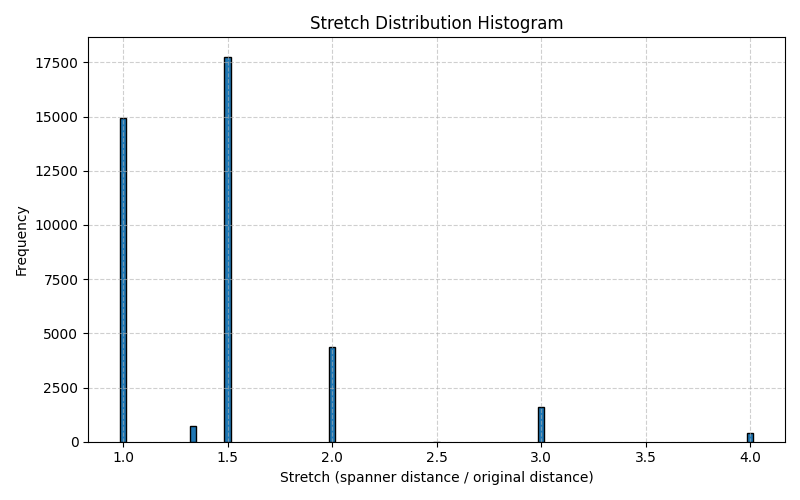 Stretch Distribution Histogram
17500
15000
12500
10000
7500
5000
2500
0
Frequency
1.0 1.5 2.0 2.5 3.0 3.5 4.0
Stretch (spanner distance / original distance)